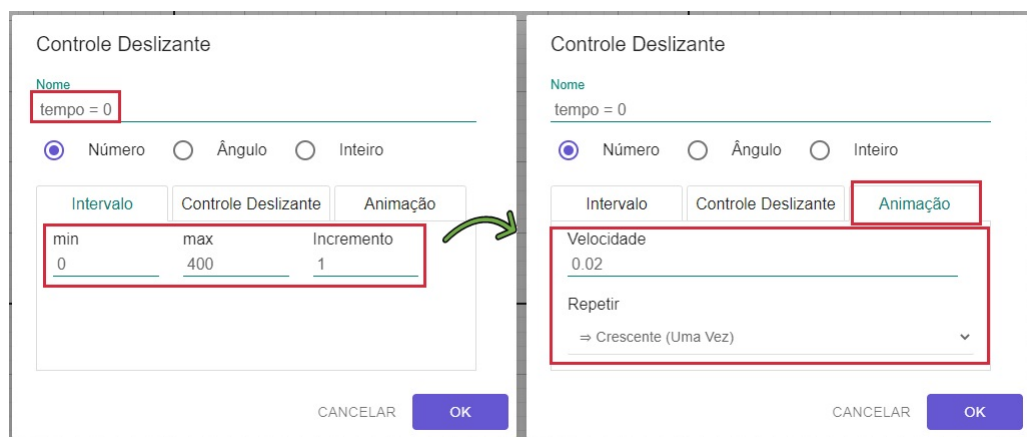 Controle Deslizante
Nome
tempo = 0
Número Ângulo Inteiro
Intervalo Controle Deslizante Animação
min max Incremento
0 400 1
CANCELAR OK
Controle Deslizante
Nome
tempo = 0
Número Ângulo Inteiro
Intervalo Controle Deslizante Animação
Velocidade
0.02
Repetir
⇒ Crescente (Uma Vez)
CANCELAR OK